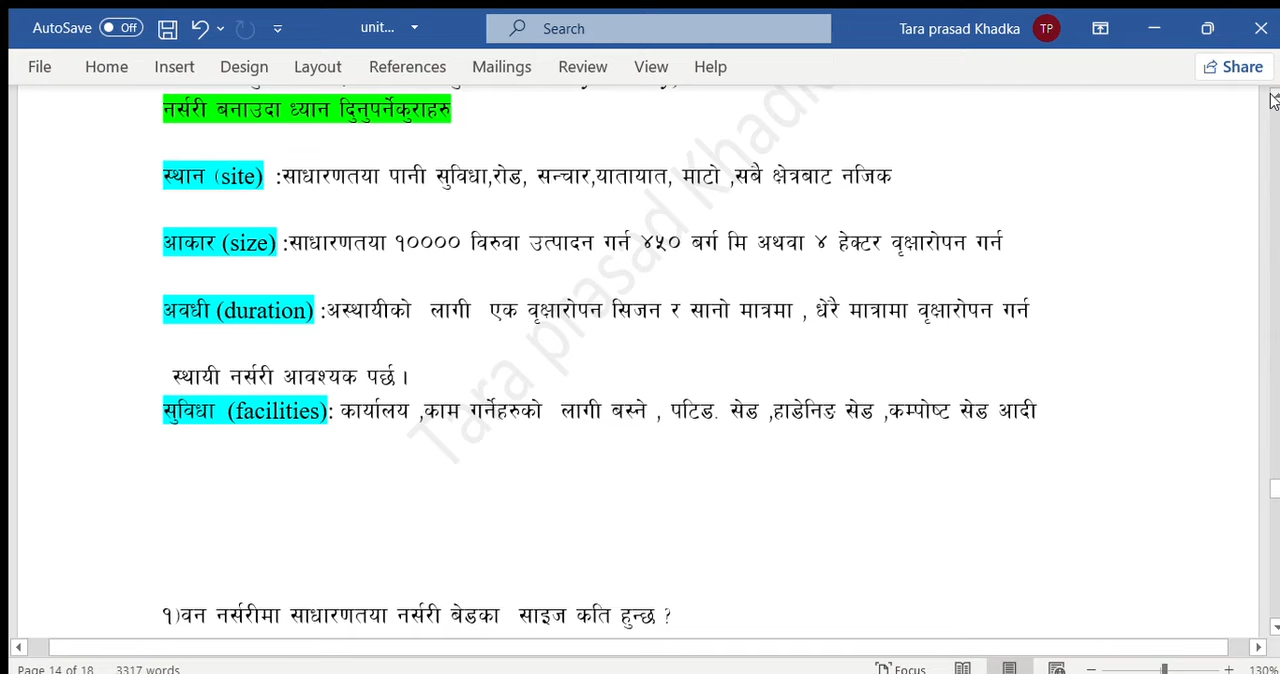 AutoSave Off unit... Search Tara prasad Khadka TP
File Home Insert Design Layout References Mailings Review View Help Share
नर्सरी बनाउदा ध्यान दिनुपर्नेकुराहरु
स्थान (site) :साधारणतया पानी सुविधा,रोड, सन्चार,यातायात, माटो ,सबै क्षेत्रबाट नजिक
आकार (size) :साधारणतया १०००० विरुवा उत्पादन गर्न ४५० बर्ग मि अथवा ४ हेक्टर वृक्षारोपन गर्न
अवधी (duration) :अस्थायीको लागी एक वृक्षारोपन सिजन र सानो मात्रमा , धेरै मात्रामा वृक्षारोपन गर्न
स्थायी नर्सरी आवश्यक पर्छ।
सुविधा (facilities): कार्यालय ,काम गर्नेहरुको लागी बस्ने , पटिड. सेड ,हाडेनिङ सेड ,कम्पोष्ट सेड आदी
Tara prasad Khadka
१)वन नर्सरीमा साधारणतया नर्सरी बेडका साइज कति हुन्छ ?
Page 14 of 18 3317 words Focus 130%